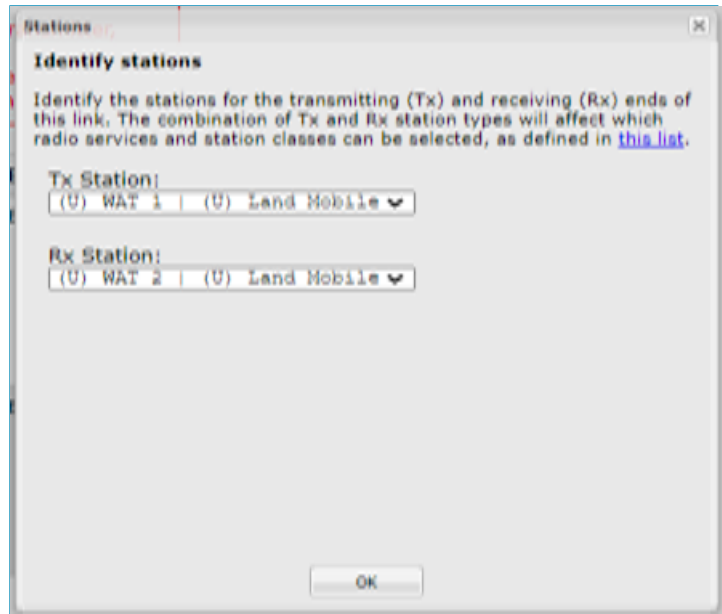 Stations
Identify stations
Identify the stations for the transmitting (Tx) and receiving (Rx) ends of
this link. The combination of Tx and Rx station types will affect which
radio services and station classes can be selected, as defined in this list.
Tx Station:
(U) WAT 1 | (U) Land Mobile
Rx Station:
(U) WAT 2 | (U) Land Mobile
OK